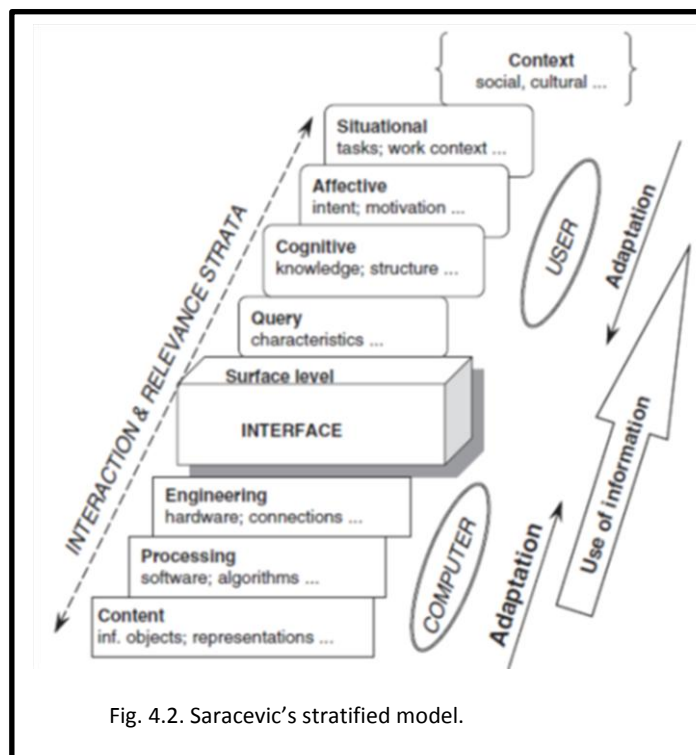 Context
social, cultural ...
Situational
tasks; work context ...
Affective
intent; motivation ...
Cognitive
knowledge; structure ...
Query
characteristics ...
Surface level
INTERFACE
Engineering
hardware; connections ...
Processing
software; algorithms ...
Content
inf. objects; representations ...
INTERACTION & RELEVANCE STRATA
USER
Adaptation
COMPUTER
Adaptation
Use of information
Fig. 4.2. Saracevic’s stratified model.